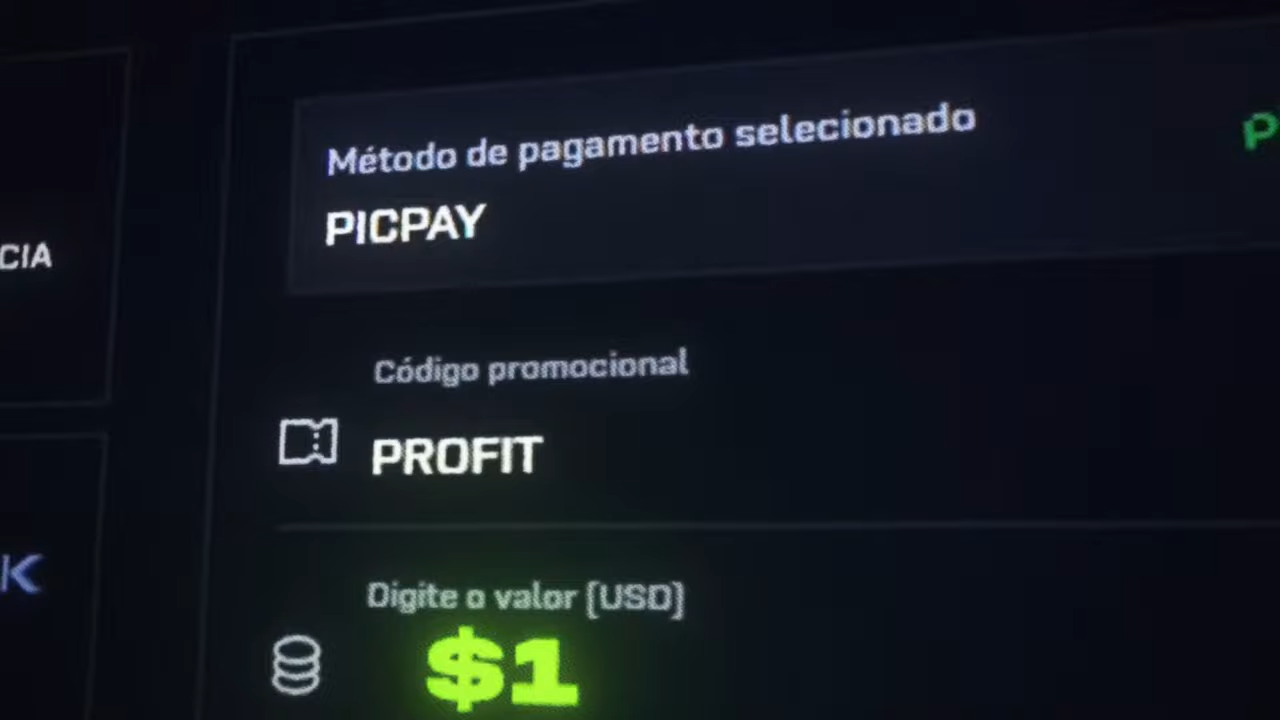 Método de pagamento selecionado
PICPAY
CIA
Código promocional
PROFIT
K
Digite o valor (USD)
$1